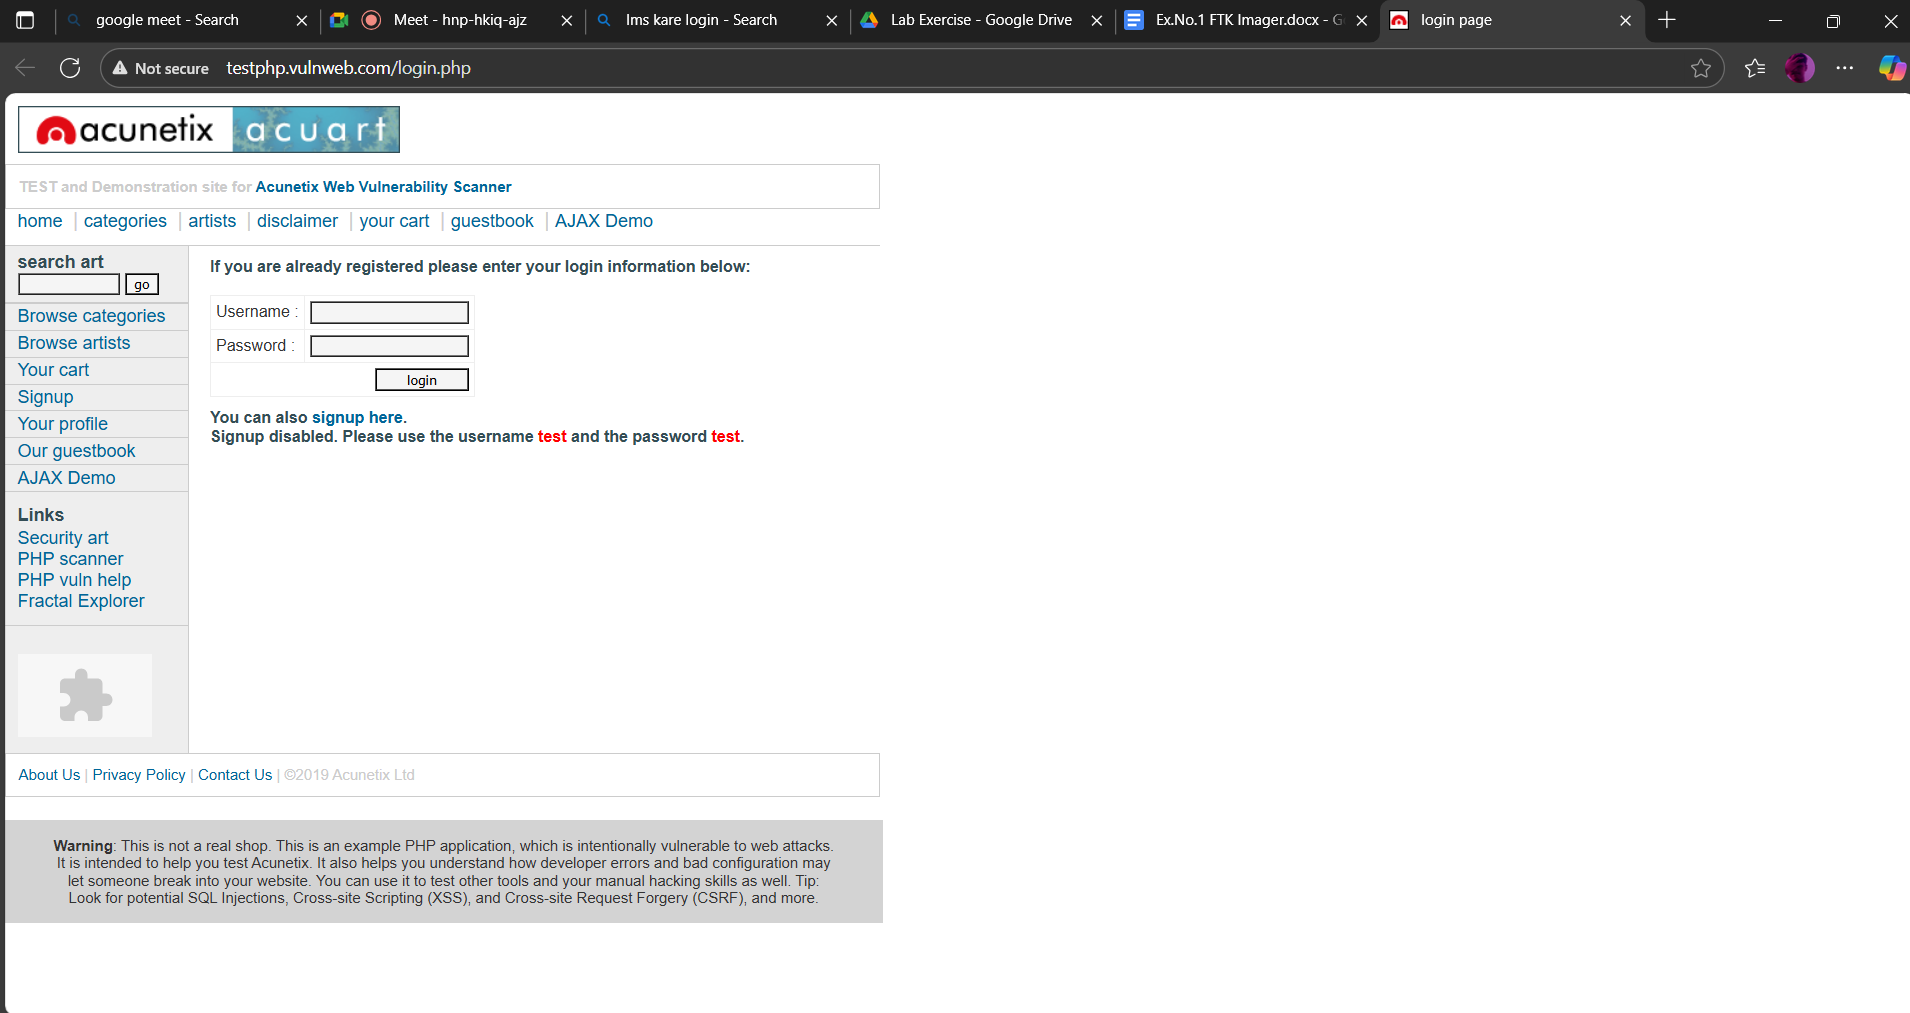 google meet - Search
Meet - hnp-hkiq-ajz
lms kare login - Search
Lab Exercise - Google Drive
Ex.No.1 FTK Imager.docx - G
login page
Not secure
testphp.vulnweb.com/login.php
acunetix acuart
TEST and Demonstration site for Acunetix Web Vulnerability Scanner
home | categories | artists | disclaimer | your cart | guestbook | AJAX Demo
search art
go
Browse categories
Browse artists
Your cart
Signup
Your profile
Our guestbook
AJAX Demo
Links
Security art
PHP scanner
PHP vuln help
Fractal Explorer
If you are already registered please enter your login information below:
Username :
Password :
login
You can also signup here.
Signup disabled. Please use the username test and the password test.
About Us | Privacy Policy | Contact Us | ©2019 Acunetix Ltd
Warning: This is not a real shop. This is an example PHP application, which is intentionally vulnerable to web attacks.
It is intended to help you test Acunetix. It also helps you understand how developer errors and bad configuration may
let someone break into your website. You can use it to test other tools and your manual hacking skills as well. Tip:
Look for potential SQL Injections, Cross-site Scripting (XSS), and Cross-site Request Forgery (CSRF), and more.